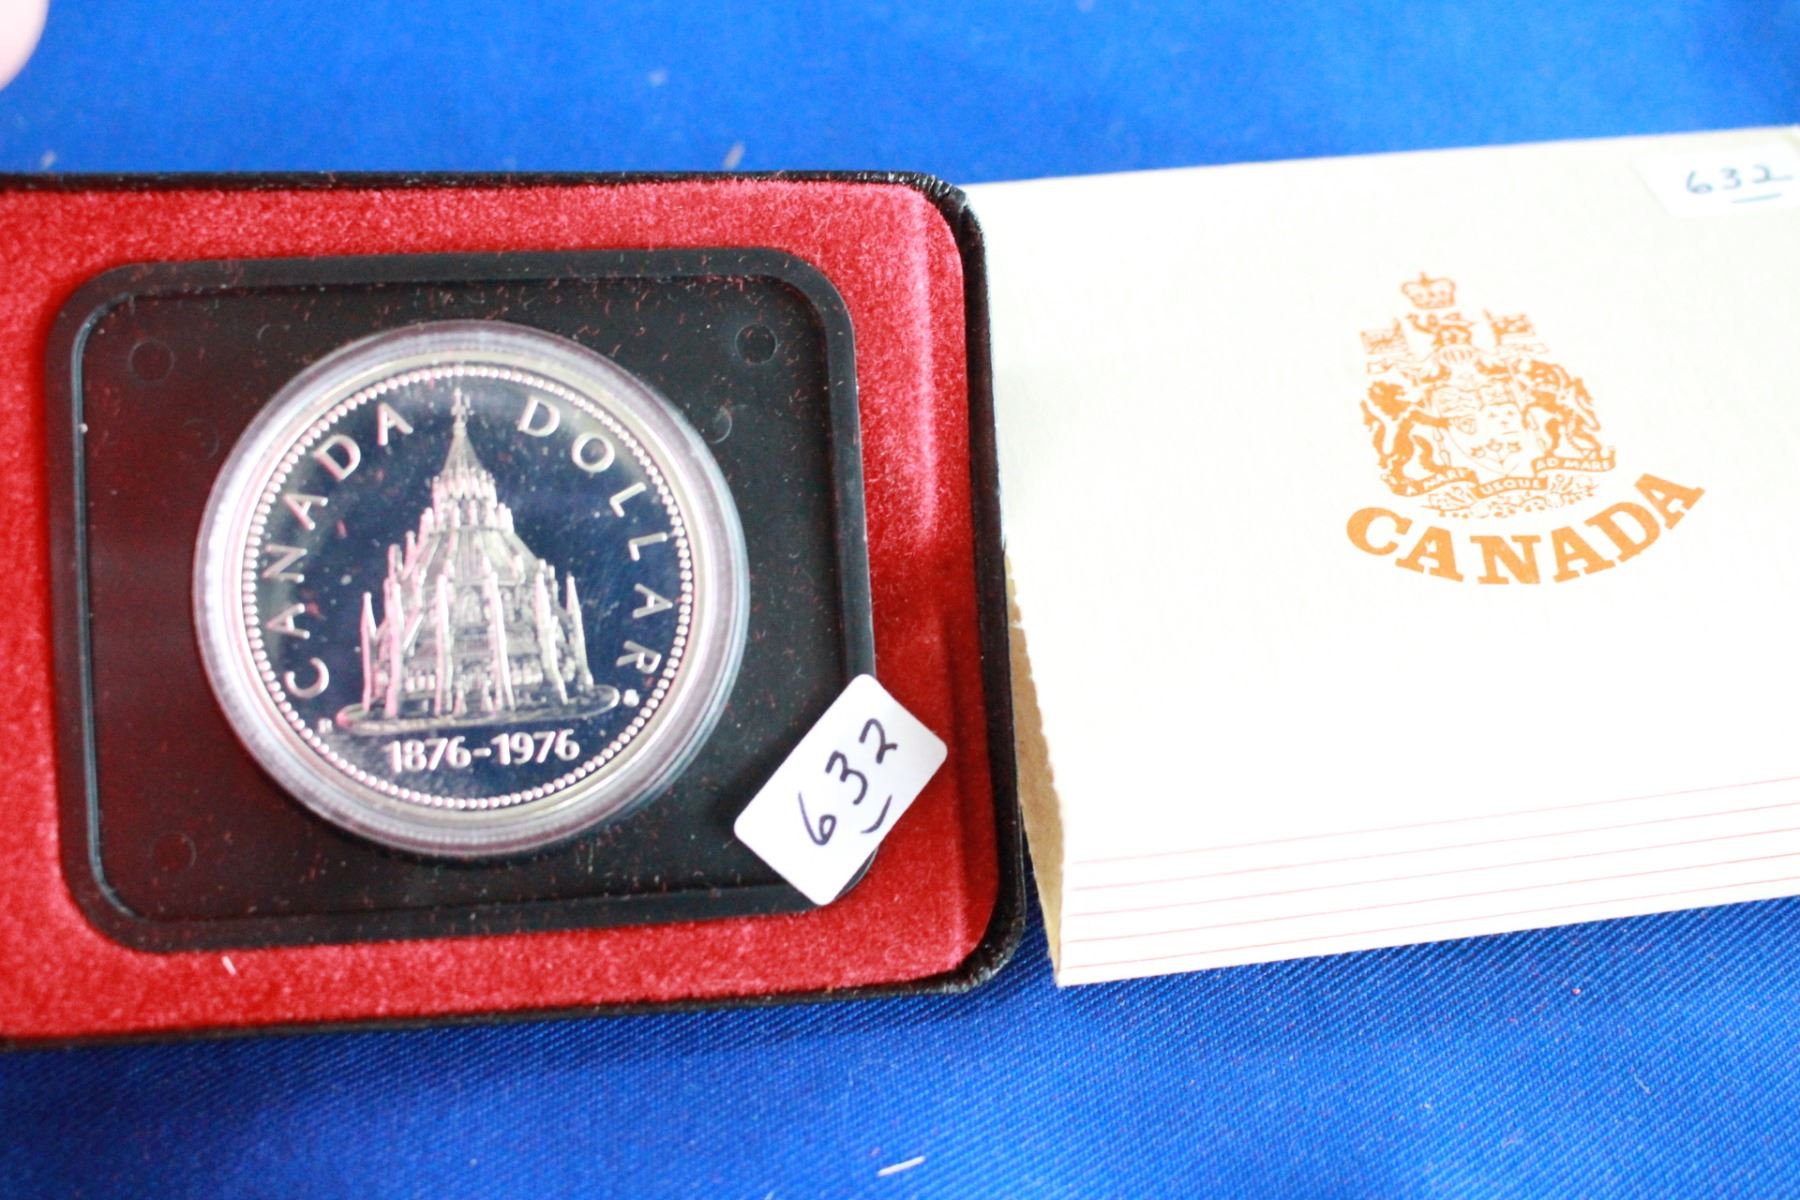 CANADA DOLLAR
1876-1976
632
632
A MARI USQUE AD MARE
CANADA